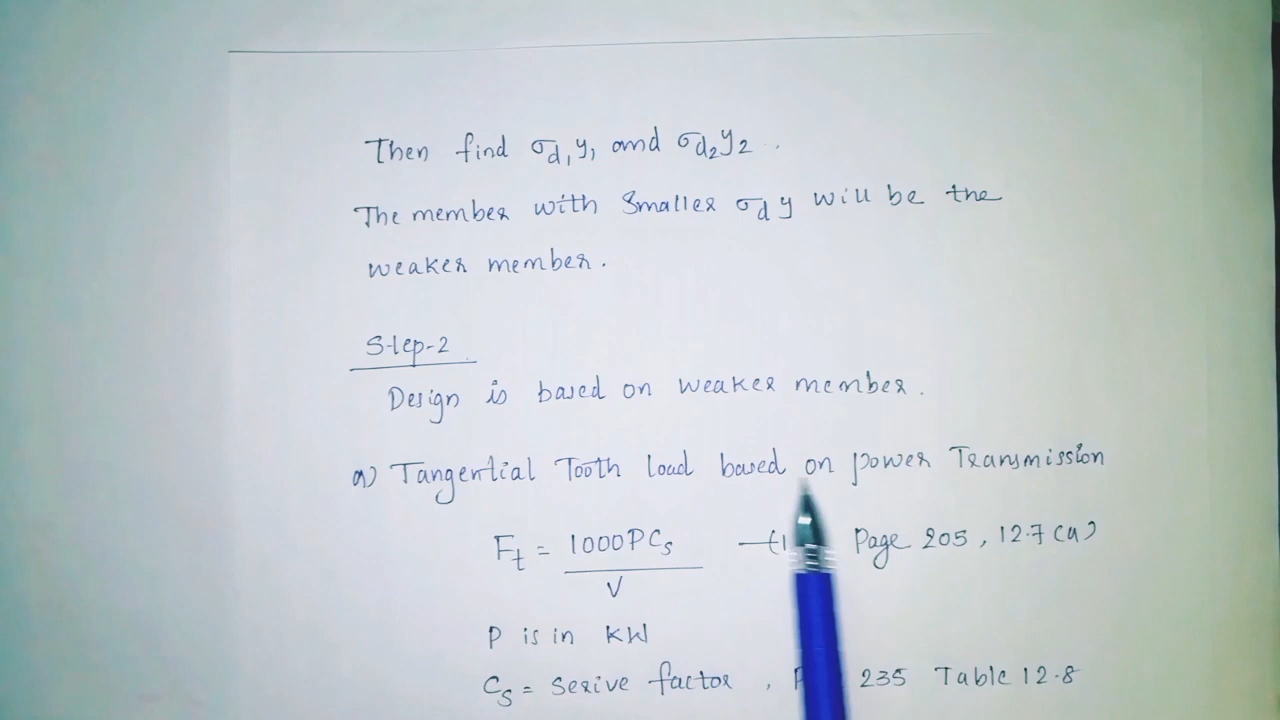 Then find σd₁y₁ and σd₂y₂.
The member with Smaller σd y will be the
weaker member.
Step-2
Design is based on weaker member.
a) Tangential Tooth load based on power Transmission
Ft = 1000PCs / V Page 205, 12.7(a)
P is in KW
Cs = Serive factor, 235 Table 12.8